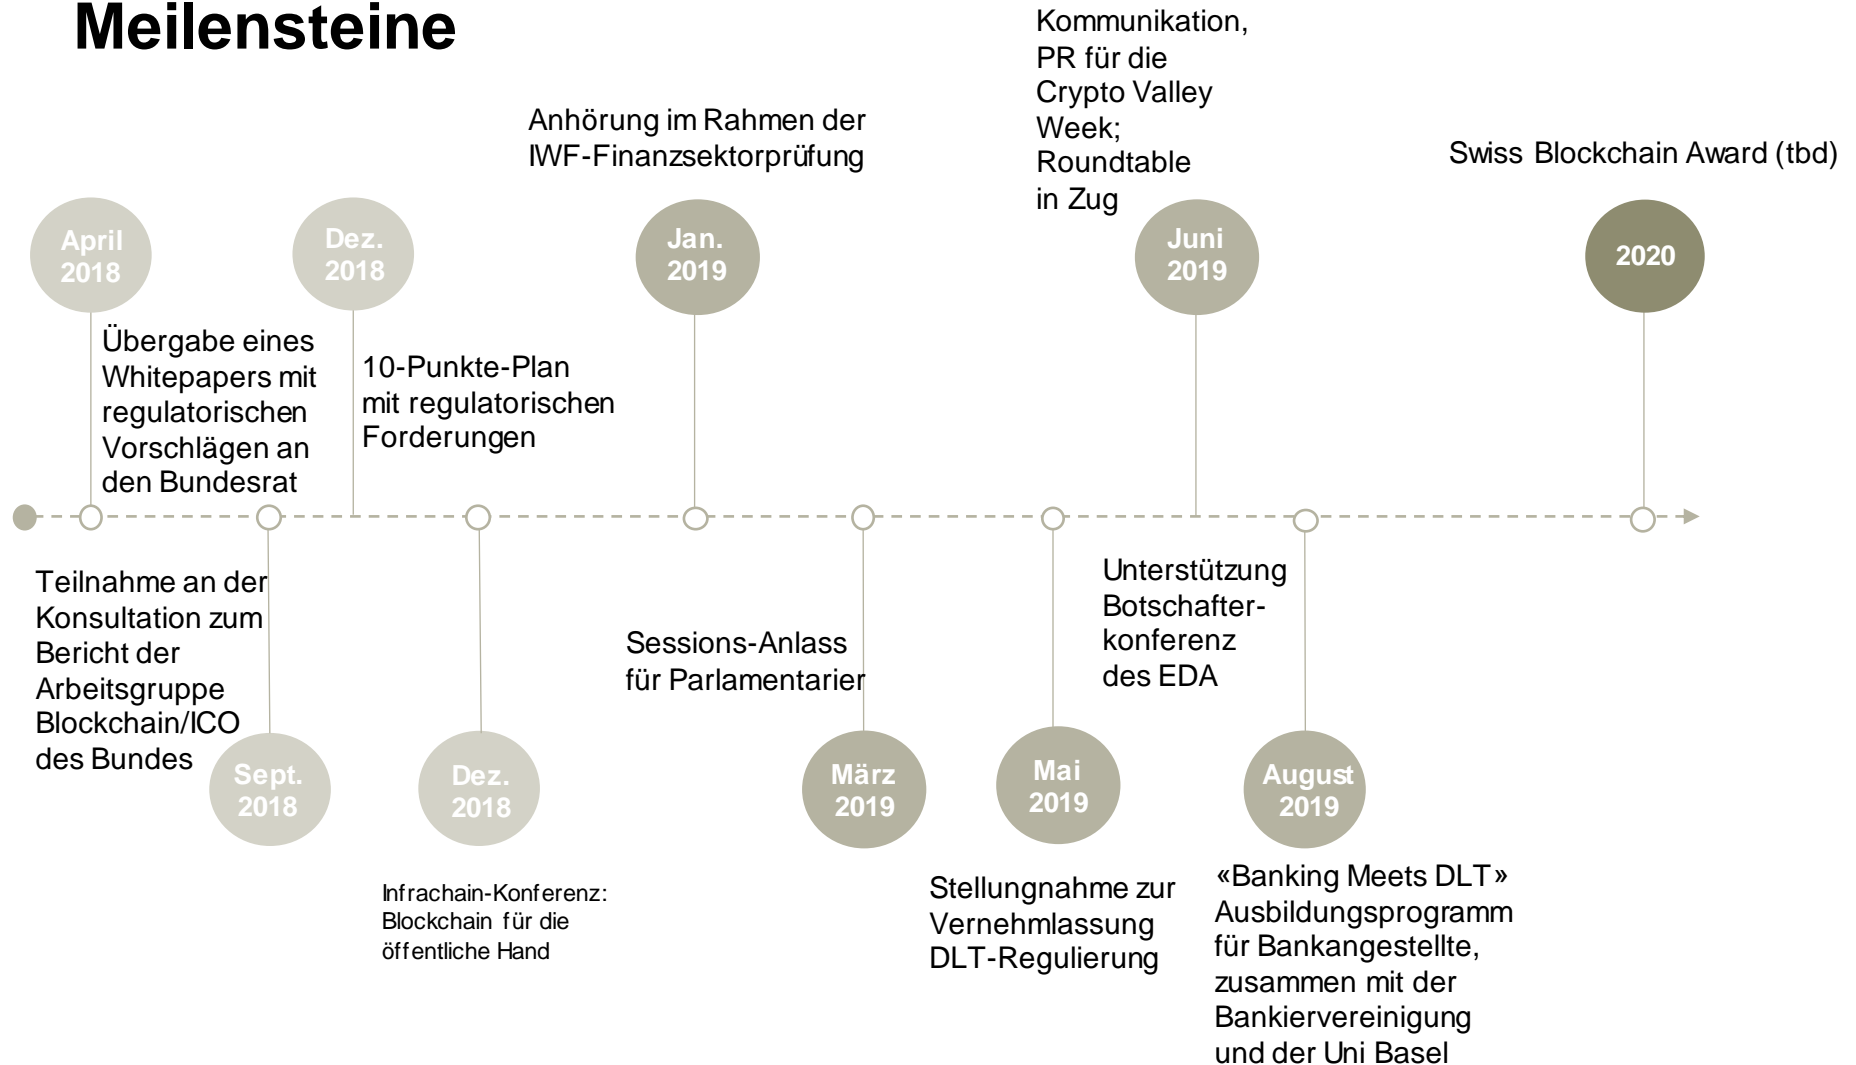 Meilensteine
Kommunikation,
PR für die
Crypto Valley
Week;
Roundtable
in Zug
Anhörung im Rahmen der
IWF-Finanzsektorprüfung
Swiss Blockchain Award (tbd)
April
2018
Dez.
2018
Jan.
2019
Juni
2019
2020
Übergabe eines
Whitepapers mit
regulatorischen
Vorschlägen an
den Bundesrat
10-Punkte-Plan
mit regulatorischen
Forderungen
Teilnahme an der
Konsultation zum
Bericht der
Arbeitsgruppe
Blockchain/ICO
des Bundes
Sessions-Anlass
für Parlamentarier
Unterstützung
Botschafter-
konferenz
des EDA
Sept.
2018
Dez.
2018
März
2019
Mai
2019
August
2019
Infrachain-Konferenz:
Blockchain für die
öffentliche Hand
Stellungnahme zur
Vernehmlassung
DLT-Regulierung
«Banking Meets DLT»
Ausbildungsprogramm
für Bankangestellte,
zusammen mit der
Bankiervereinigung
und der Uni Basel